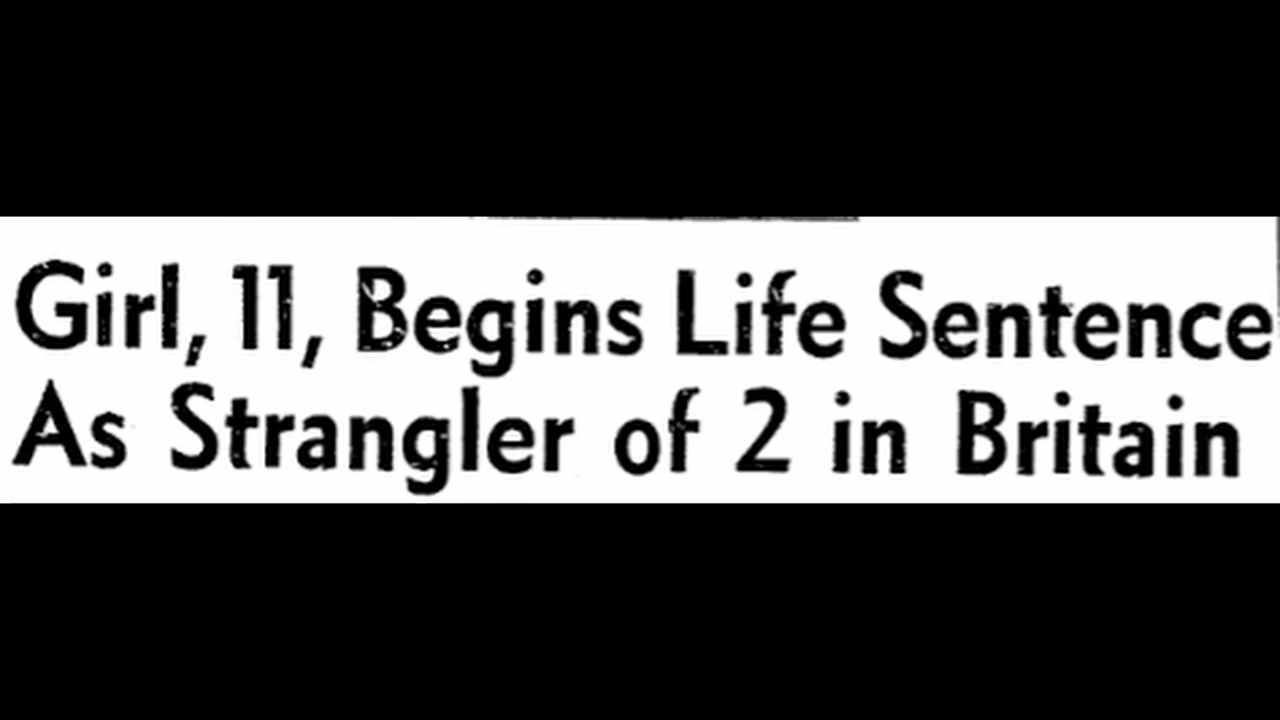 Girl, 11, Begins Life Sentence
As Strangler of 2 in Britain